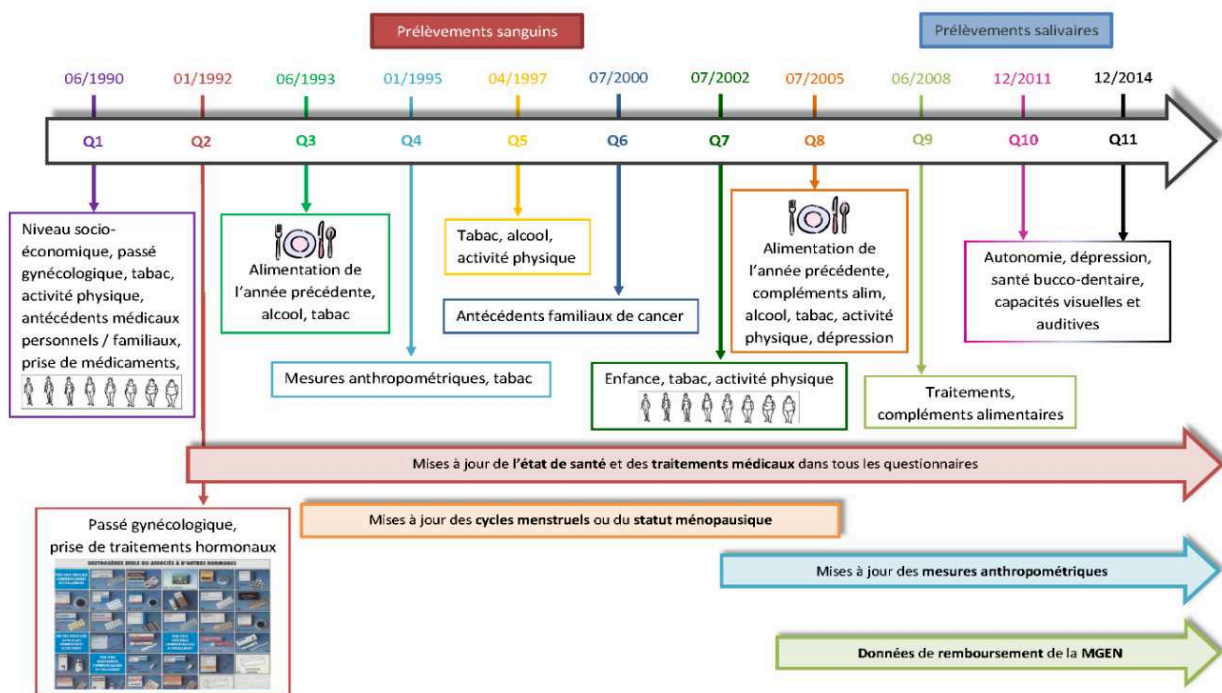 Prélèvements sanguins
Prélèvements salivaires
06/1990
01/1992
06/1993
01/1995
04/1997
07/2000
07/2002
07/2005
06/2008
12/2011
12/2014
Q1
Q2
Q3
Q4
Q5
Q6
Q7
Q8
Q9
Q10
Q11
Niveau socio-
économique, passé
gynécologique, tabac,
activité physique,
antécédents médicaux
personnels / familiaux,
prise de médicaments,
Alimentation de
l'année précédente,
alcool, tabac
Mesures anthropométriques, tabac
Tabac, alcool,
activité physique
Antécédents familiaux de cancer
Enfance, tabac, activité physique
Alimentation de
l'année précédente,
compléments alim,
alcool, tabac, activité
physique, dépression
Traitements,
compléments alimentaires
Autonomie, dépression,
santé bucco-dentaire,
capacités visuelles et
auditives
Mises à jour de l'état de santé et des traitements médicaux dans tous les questionnaires
Passé gynécologique,
prise de traitements hormonaux
OESTROGÈNES SEULS OU ASSOCIÉS À D'AUTRES HORMONES
Mises à jour des cycles menstruels ou du statut ménopausique
Mises à jour des mesures anthropométriques
Données de remboursement de la MGEN